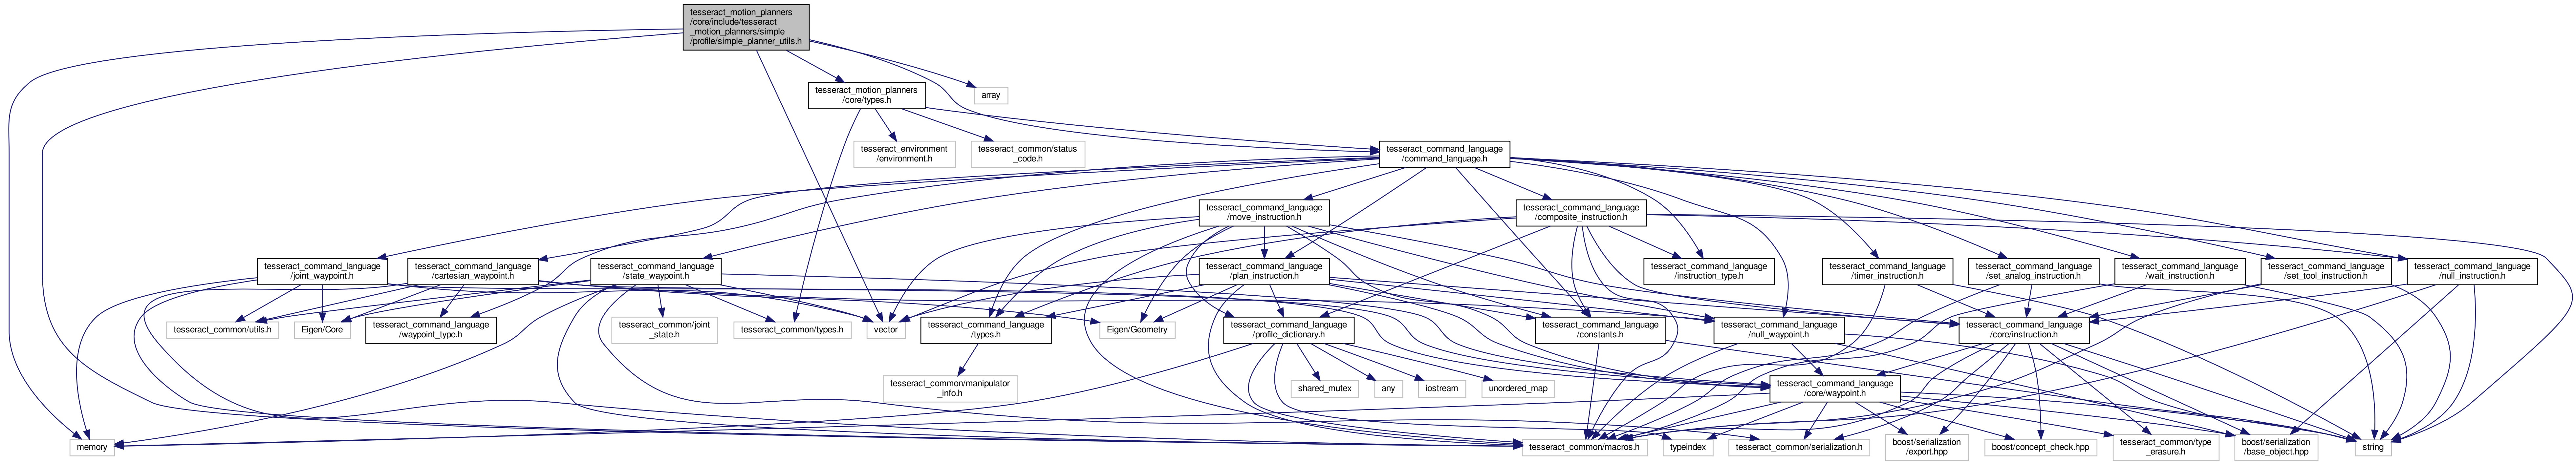 tesseract_motion_planners
/core/include/tesseract
_motion_planners/simple
/profile/simple_planner_utils.h
tesseract_motion_planners
/core/types.h
array
tesseract_environment
/environment.h
tesseract_common/status
_code.h
tesseract_command_language
/command_language.h
tesseract_command_language
/move_instruction.h
tesseract_command_language
/composite_instruction.h
tesseract_command_language
/joint_waypoint.h
tesseract_command_language
/cartesian_waypoint.h
tesseract_command_language
/state_waypoint.h
tesseract_command_language
/plan_instruction.h
tesseract_command_language
/instruction_type.h
tesseract_command_language
/timer_instruction.h
tesseract_command_language
/set_analog_instruction.h
tesseract_command_language
/wait_instruction.h
tesseract_command_language
/set_tool_instruction.h
tesseract_command_language
/null_instruction.h
tesseract_common/utils.h
Eigen/Core
tesseract_command_language
/waypoint_type.h
tesseract_common/joint
_state.h
tesseract_common/types.h
vector
tesseract_command_language
/types.h
Eigen/Geometry
tesseract_command_language
/profile_dictionary.h
tesseract_command_language
/constants.h
tesseract_command_language
/null_waypoint.h
tesseract_command_language
/core/instruction.h
tesseract_common/manipulator
_info.h
shared_mutex
any
iostream
unordered_map
tesseract_command_language
/core/waypoint.h
memory
tesseract_common/macros.h
typeindex
tesseract_common/serialization.h
boost/serialization
/export.hpp
boost/concept_check.hpp
tesseract_common/type
_erasure.h
boost/serialization
/base_object.hpp
string